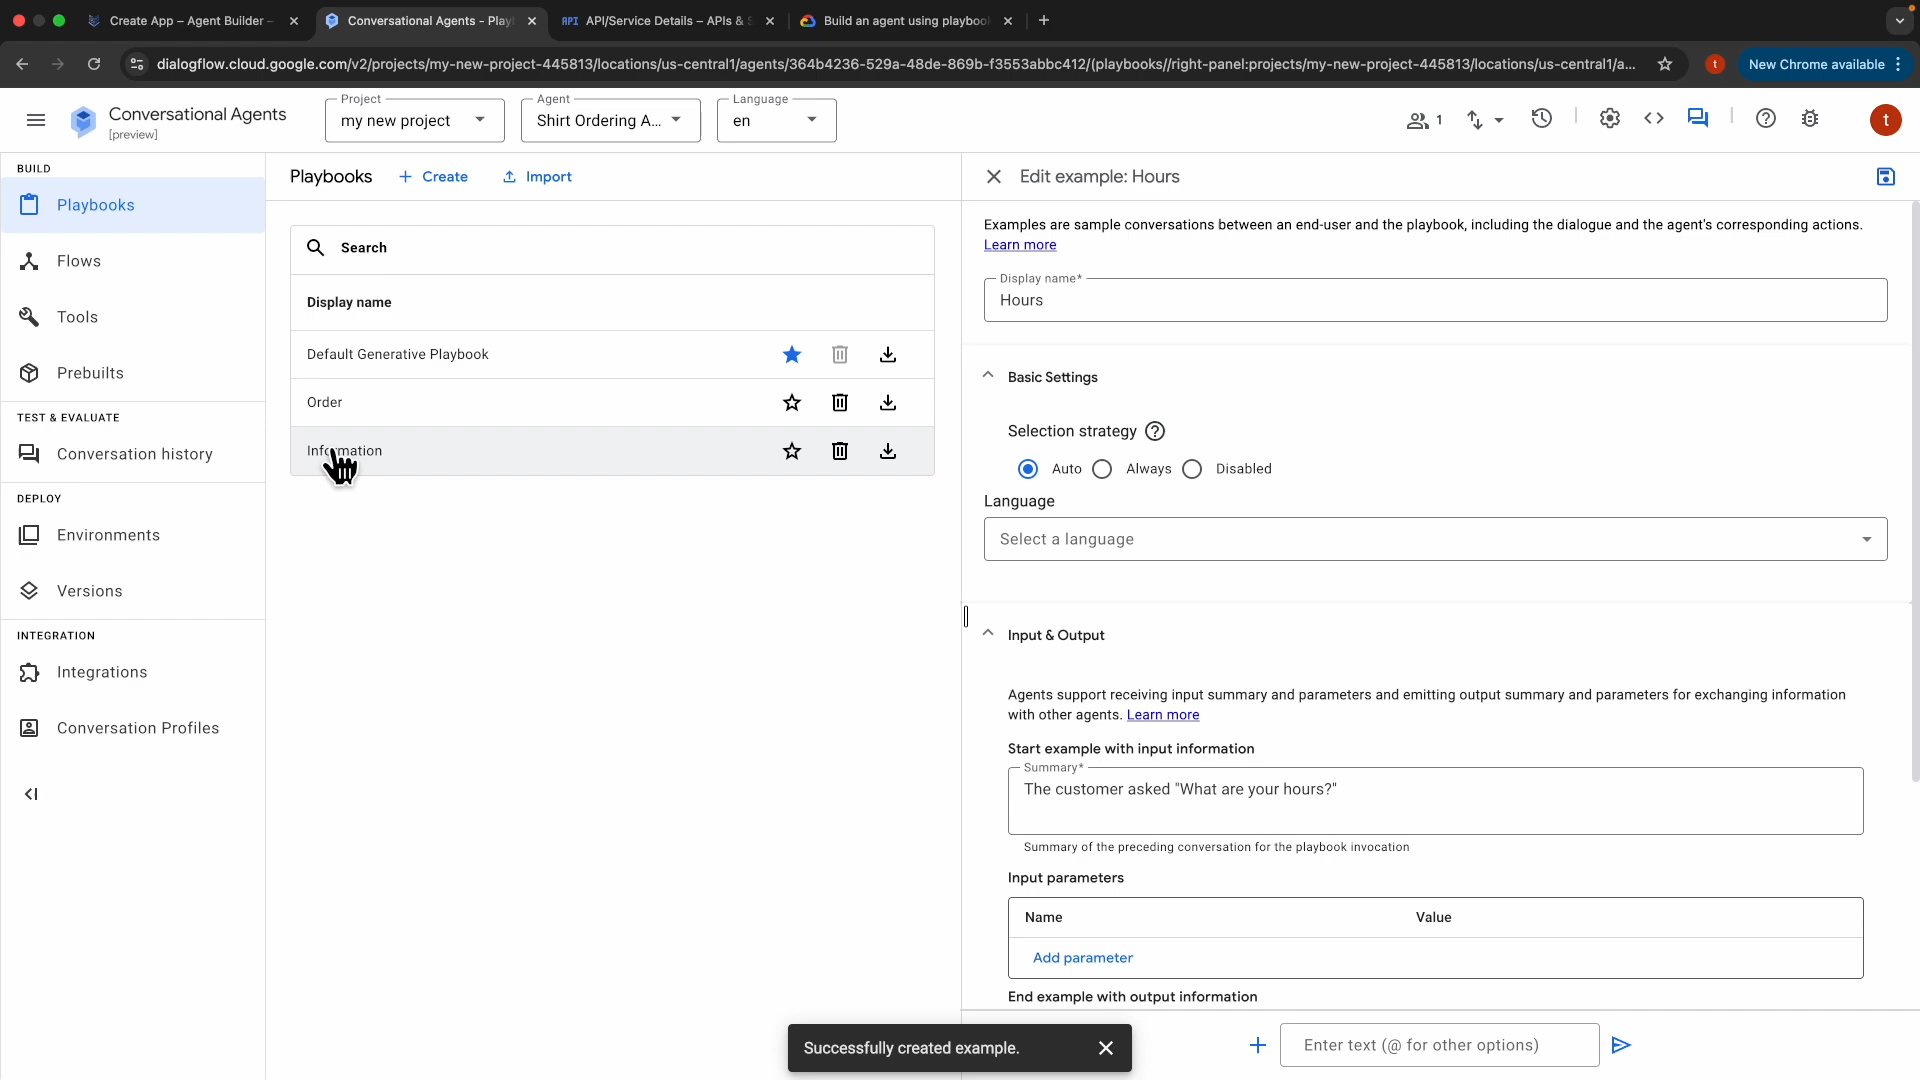 Create App – Agent Builder –
Conversational Agents - Play
API API/Service Details – APIs & S
Build an agent using playbook
dialogflow.cloud.google.com/v2/projects/my-new-project-445813/locations/us-central1/agents/364b4236-529a-48de-869b-f3553abbc412/(playbooks//right-panel:projects/my-new-project-445813/locations/us-central1/a...
t
New Chrome available
Conversational Agents
[preview]
Project
my new project
Agent
Shirt Ordering A...
Language
en
1
t
BUILD
Playbooks
Flows
Tools
Prebuilts
TEST & EVALUATE
Conversation history
DEPLOY
Environments
Versions
INTEGRATION
Integrations
Conversation Profiles
Playbooks
Create
Import
Search
Display name
Default Generative Playbook
Order
Information
Edit example: Hours
Examples are sample conversations between an end-user and the playbook, including the dialogue and the agent's corresponding actions.
Learn more
Display name*
Hours
Basic Settings
Selection strategy
Auto
Always
Disabled
Language
Select a language
Input & Output
Agents support receiving input summary and parameters and emitting output summary and parameters for exchanging information
with other agents. Learn more
Start example with input information
Summary*
The customer asked "What are your hours?"
Summary of the preceding conversation for the playbook invocation
Input parameters
Name
Value
Add parameter
End example with output information
Successfully created example.
Enter text (@ for other options)